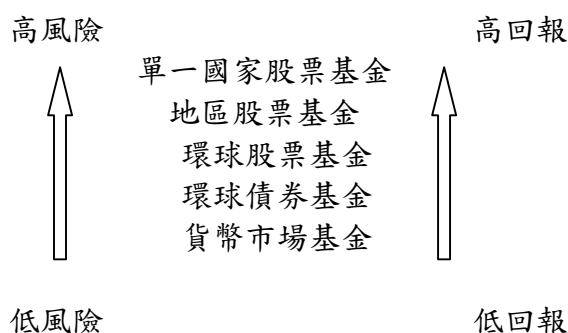 高風險 高回報
單一國家股票基金
地區股票基金
環球股票基金
環球債券基金
貨幣市場基金
低風險 低回報